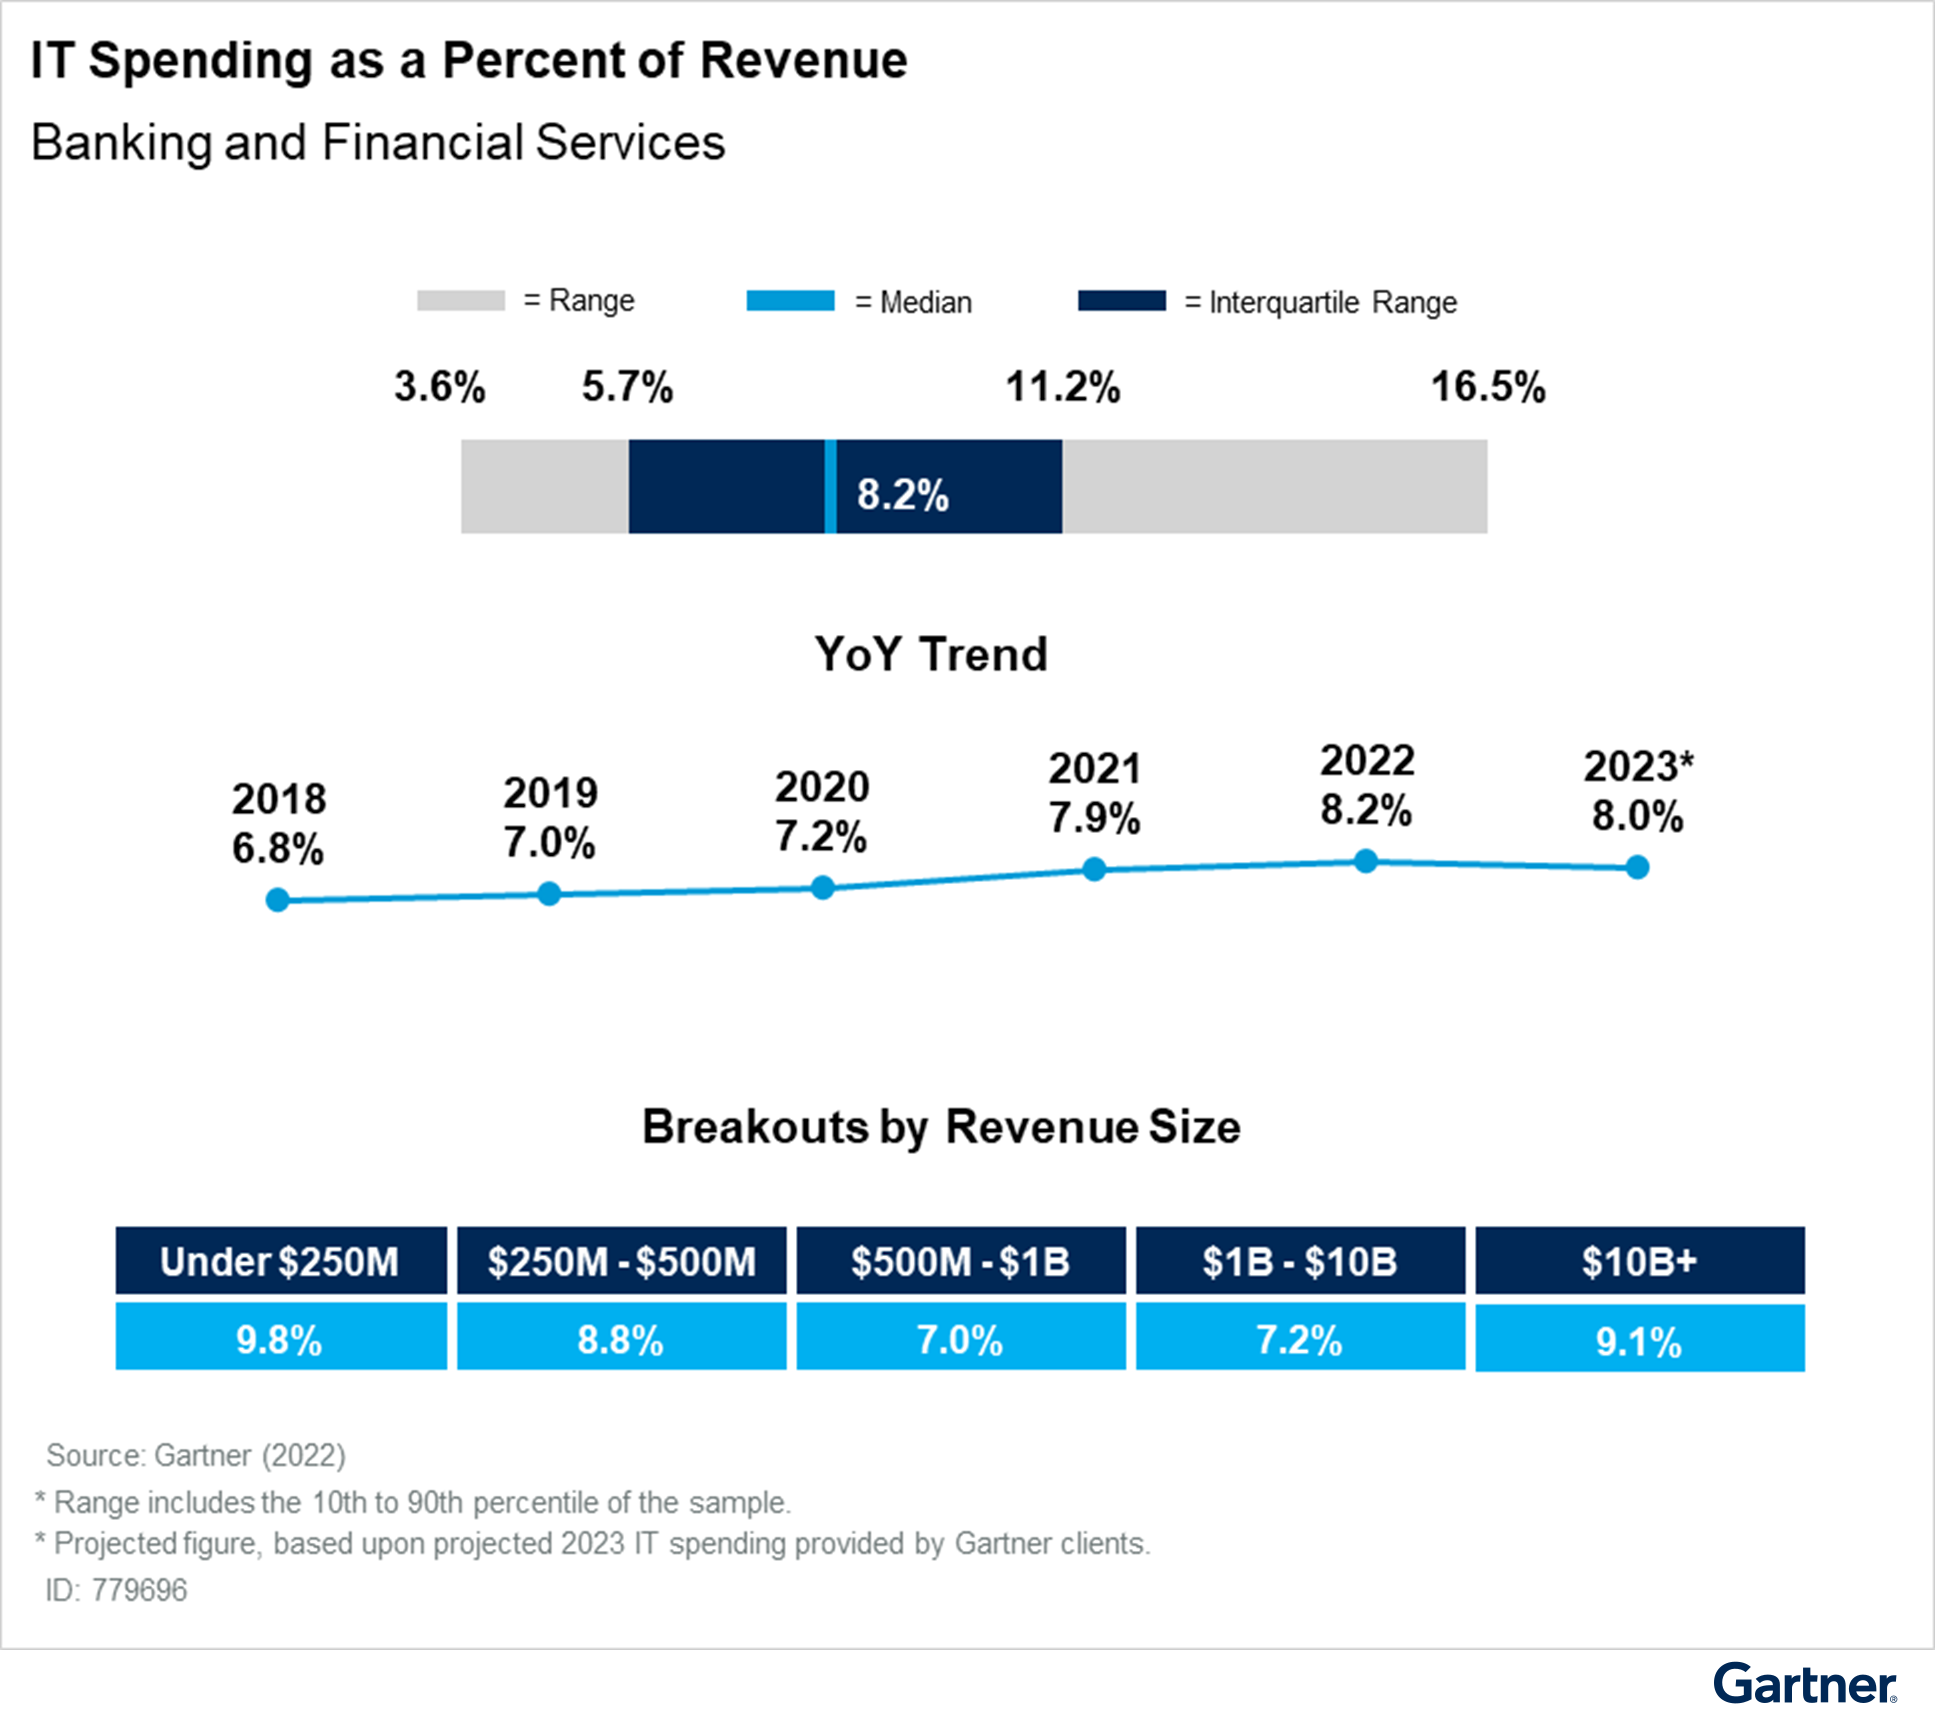 IT Spending as a Percent of Revenue
Banking and Financial Services
= Range
= Median
= Interquartile Range
3.6% 5.7% 11.2% 16.5%
8.2%
YoY Trend
2018 2019 2020 2021 2022 2023*
6.8% 7.0% 7.2% 7.9% 8.2% 8.0%
Breakouts by Revenue Size
Under $250M $250M - $500M $500M - $1B $1B - $10B $10B+
9.8% 8.8% 7.0% 7.2% 9.1%
Source: Gartner (2022)
* Range includes the 10th to 90th percentile of the sample.
* Projected figure, based upon projected 2023 IT spending provided by Gartner clients.
ID: 779696
Gartner®